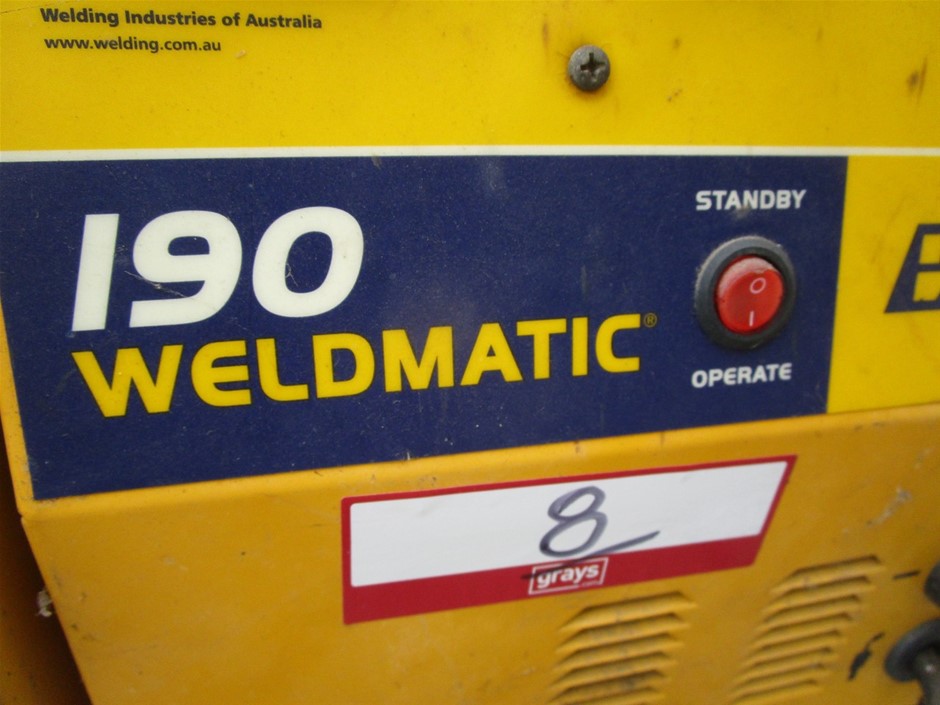 Welding Industries of Australia
www.welding.com.au
190
WELDMATIC®
STANDBY
O
I
OPERATE
8
grays